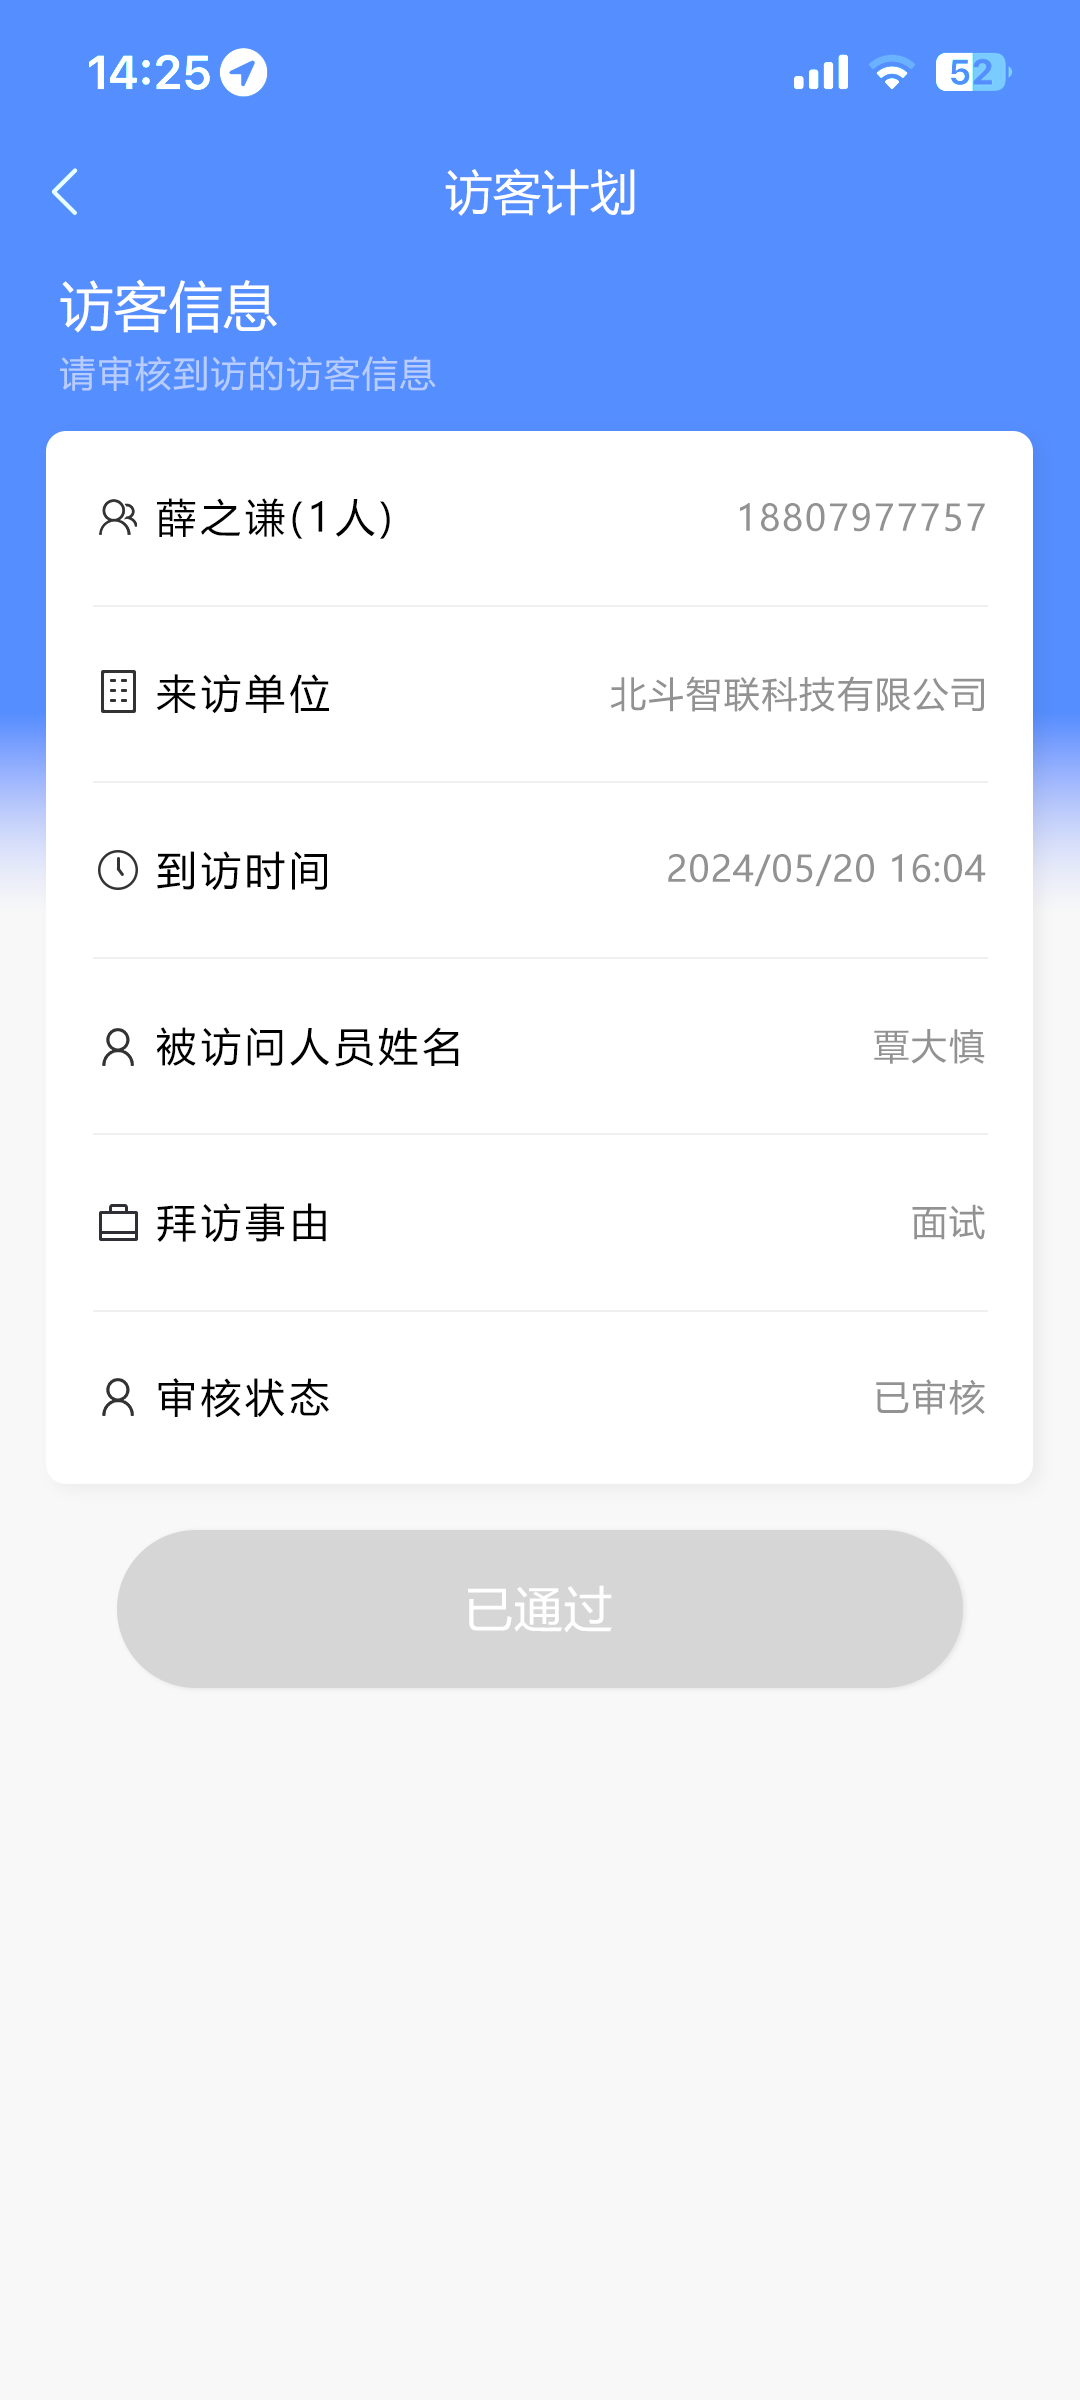 14:25
52
访客计划
访客信息
请审核到访的访客信息
薛之谦(1人) 18807977757
来访单位 北斗智联科技有限公司
到访时间 2024/05/20 16:04
被访问人员姓名 覃大慎
拜访事由 面试
审核状态 已审核
已通过